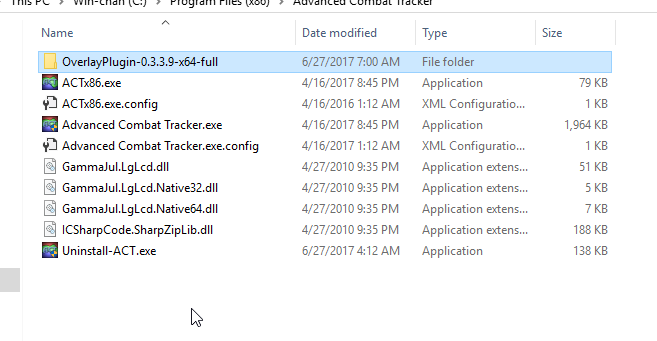 This PC > Win-chan (C:) > Program Files (x86) > Advanced Combat Tracker
Name Date modified Type Size
OverlayPlugin-0.3.3.9-x64-full 6/27/2017 7:00 AM File folder
ACTx86.exe 4/16/2017 8:45 PM Application 79 KB
ACTx86.exe.config 4/16/2016 1:12 AM XML Configuratio... 1 KB
Advanced Combat Tracker.exe 4/16/2017 8:45 PM Application 1,964 KB
Advanced Combat Tracker.exe.config 4/16/2017 1:12 AM XML Configuratio... 1 KB
GammaJul.LgLcd.dll 4/27/2010 9:35 PM Application extens... 51 KB
GammaJul.LgLcd.Native32.dll 4/27/2010 9:35 PM Application extens... 5 KB
GammaJul.LgLcd.Native64.dll 4/27/2010 9:35 PM Application extens... 7 KB
ICSharpCode.SharpZipLib.dll 4/27/2010 9:35 PM Application extens... 188 KB
Uninstall-ACT.exe 6/27/2017 4:12 AM Application 138 KB